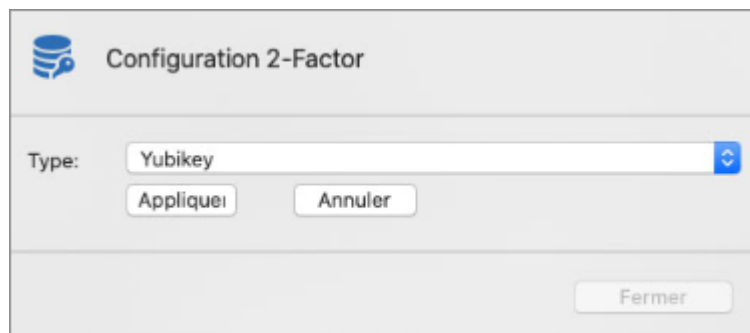 Configuration 2-Factor
Type: Yubikey
Appliquer Annuler
Fermer